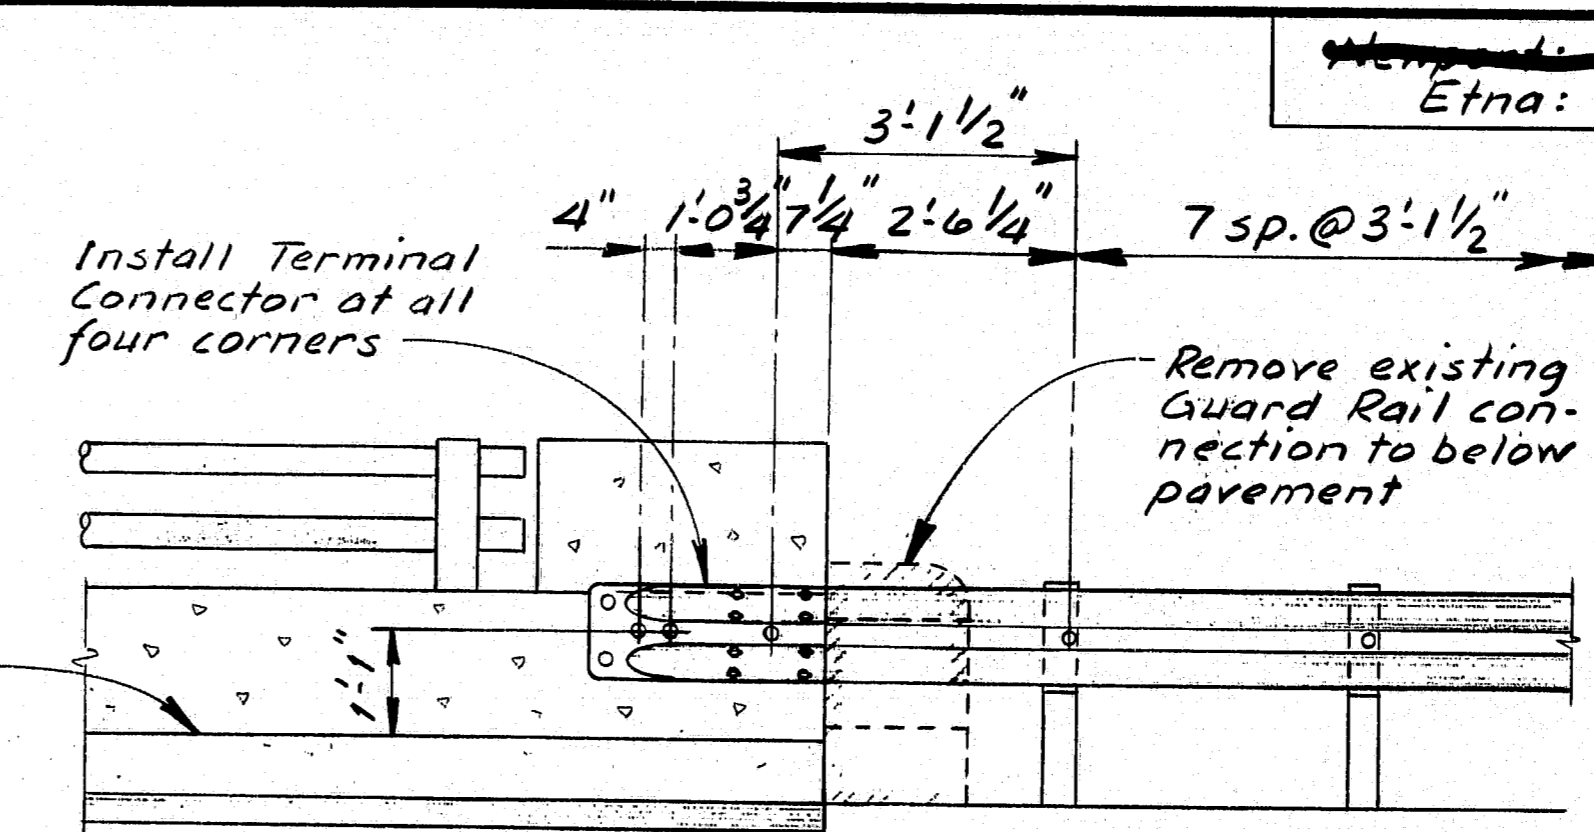 Etna:
3'-1 1/2"
4" 1'-0 3/4" 7 1/4" 2'-6 1/4" 7 sp. @ 3'-1 1/2"
Install Terminal
Connector at all
four corners
Remove existing
Guard Rail con-
nection to below
pavement
1'-1"